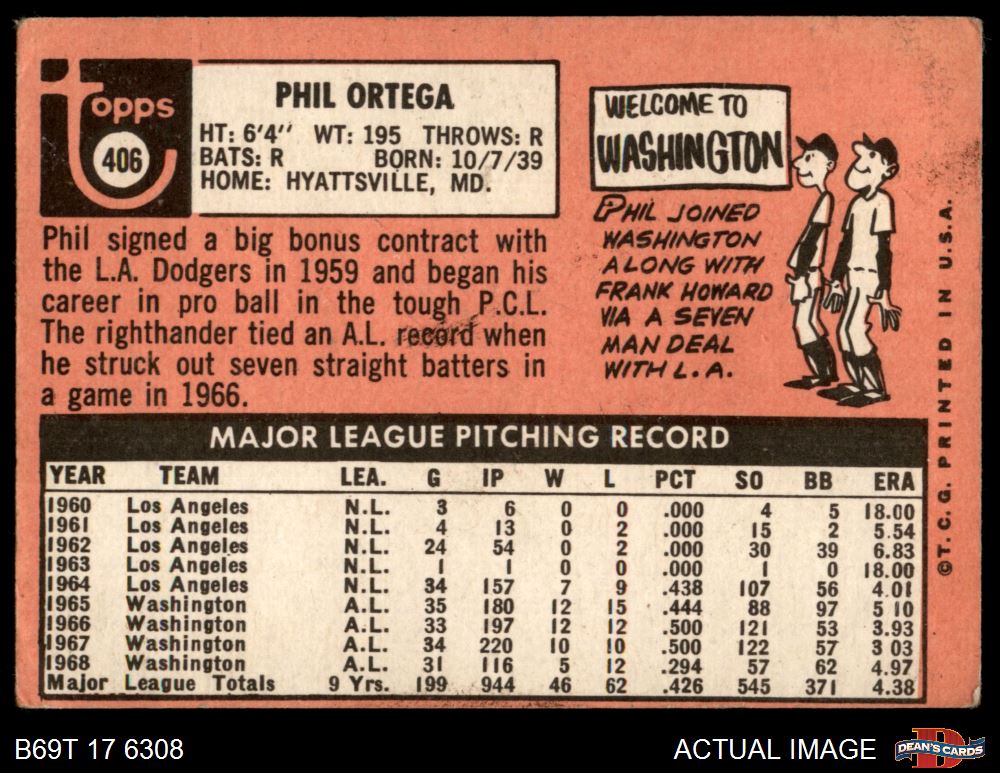 Topps
406
PHIL ORTEGA
HT: 6'4" WT: 195 THROWS: R
BATS: R BORN: 10/7/39
HOME: HYATTSVILLE, MD.
Phil signed a big bonus contract with
the L.A. Dodgers in 1959 and began his
career in pro ball in the tough P.C.L.
The righthander tied an A.L. record when
he struck out seven straight batters in
a game in 1966.
WELCOME TO
WASHINGTON
PHIL JOINED
WASHINGTON
ALONG WITH
FRANK HOWARD
VIA A SEVEN
MAN DEAL
WITH L.A.
©T.C.G. PRINTED IN U.S.A.
MAJOR LEAGUE PITCHING RECORD
YEAR TEAM LEA. G IP W L PCT SO BB ERA
1960 Los Angeles N.L. 3 6 0 0 .000 4 5 18.00
1961 Los Angeles N.L. 4 13 0 2 .000 15 2 5.54
1962 Los Angeles N.L. 24 54 0 2 .000 30 39 6.83
1963 Los Angeles N.L. 1 1 0 0 .000 1 0 18.00
1964 Los Angeles N.L. 34 157 7 9 .438 107 56 4.01
1965 Washington A.L. 35 180 12 15 .444 88 97 5 10
1966 Washington A.L. 33 197 12 12 .500 121 53 3.93
1967 Washington A.L. 34 220 10 10 .500 122 57 3 03
1968 Washington A.L. 31 116 5 12 .294 57 62 4.97
Major League Totals 9 Yrs. 199 944 46 62 .426 545 371 4.38
B69T 17 6308
ACTUAL IMAGE
D
DEAN'S CARDS